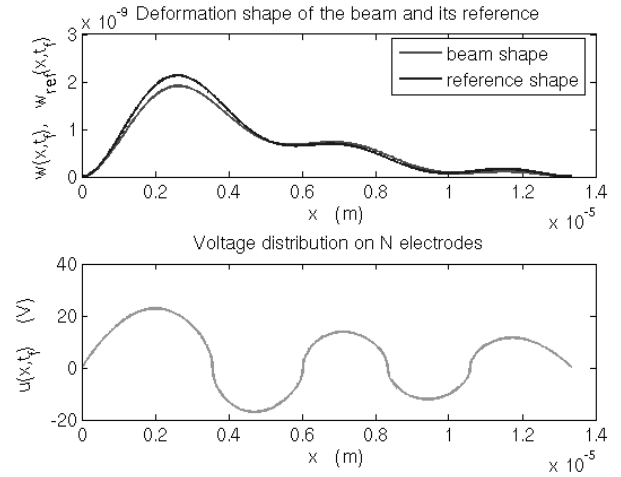 Deformation shape of the beam and its reference
x 10^-9
w(x,t_f), w_ref(x,t_f)
3
2
1
0
beam shape
reference shape
0 0.2 0.4 0.6 0.8 1 1.2 1.4
x (m)
x 10^-5
Voltage distribution on N electrodes
u(x,t_f) (V)
40
20
0
-20
0 0.2 0.4 0.6 0.8 1 1.2 1.4
x (m)
x 10^-5